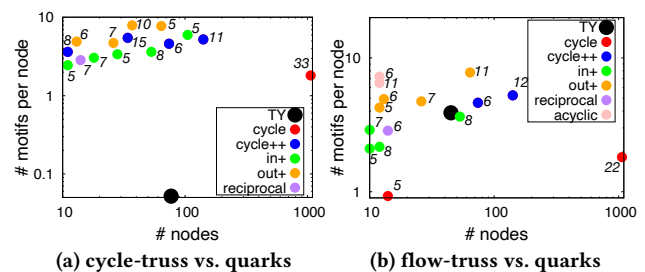 # motifs per node
10
1
0.1
8
6
7
10
5
15
5
11
6
8
5
7
7
5
33
TY
cycle
cycle++
in+
out+
reciprocal
10
100
1000
# nodes
(a) cycle-truss vs. quarks
# motifs per node
10
1
6
11
6
6
7
11
12
6
7
8
6
5
8
5
22
TY
cycle
cycle++
in+
out+
reciprocal
acyclic
10
100
1000
# nodes
(b) flow-truss vs. quarks